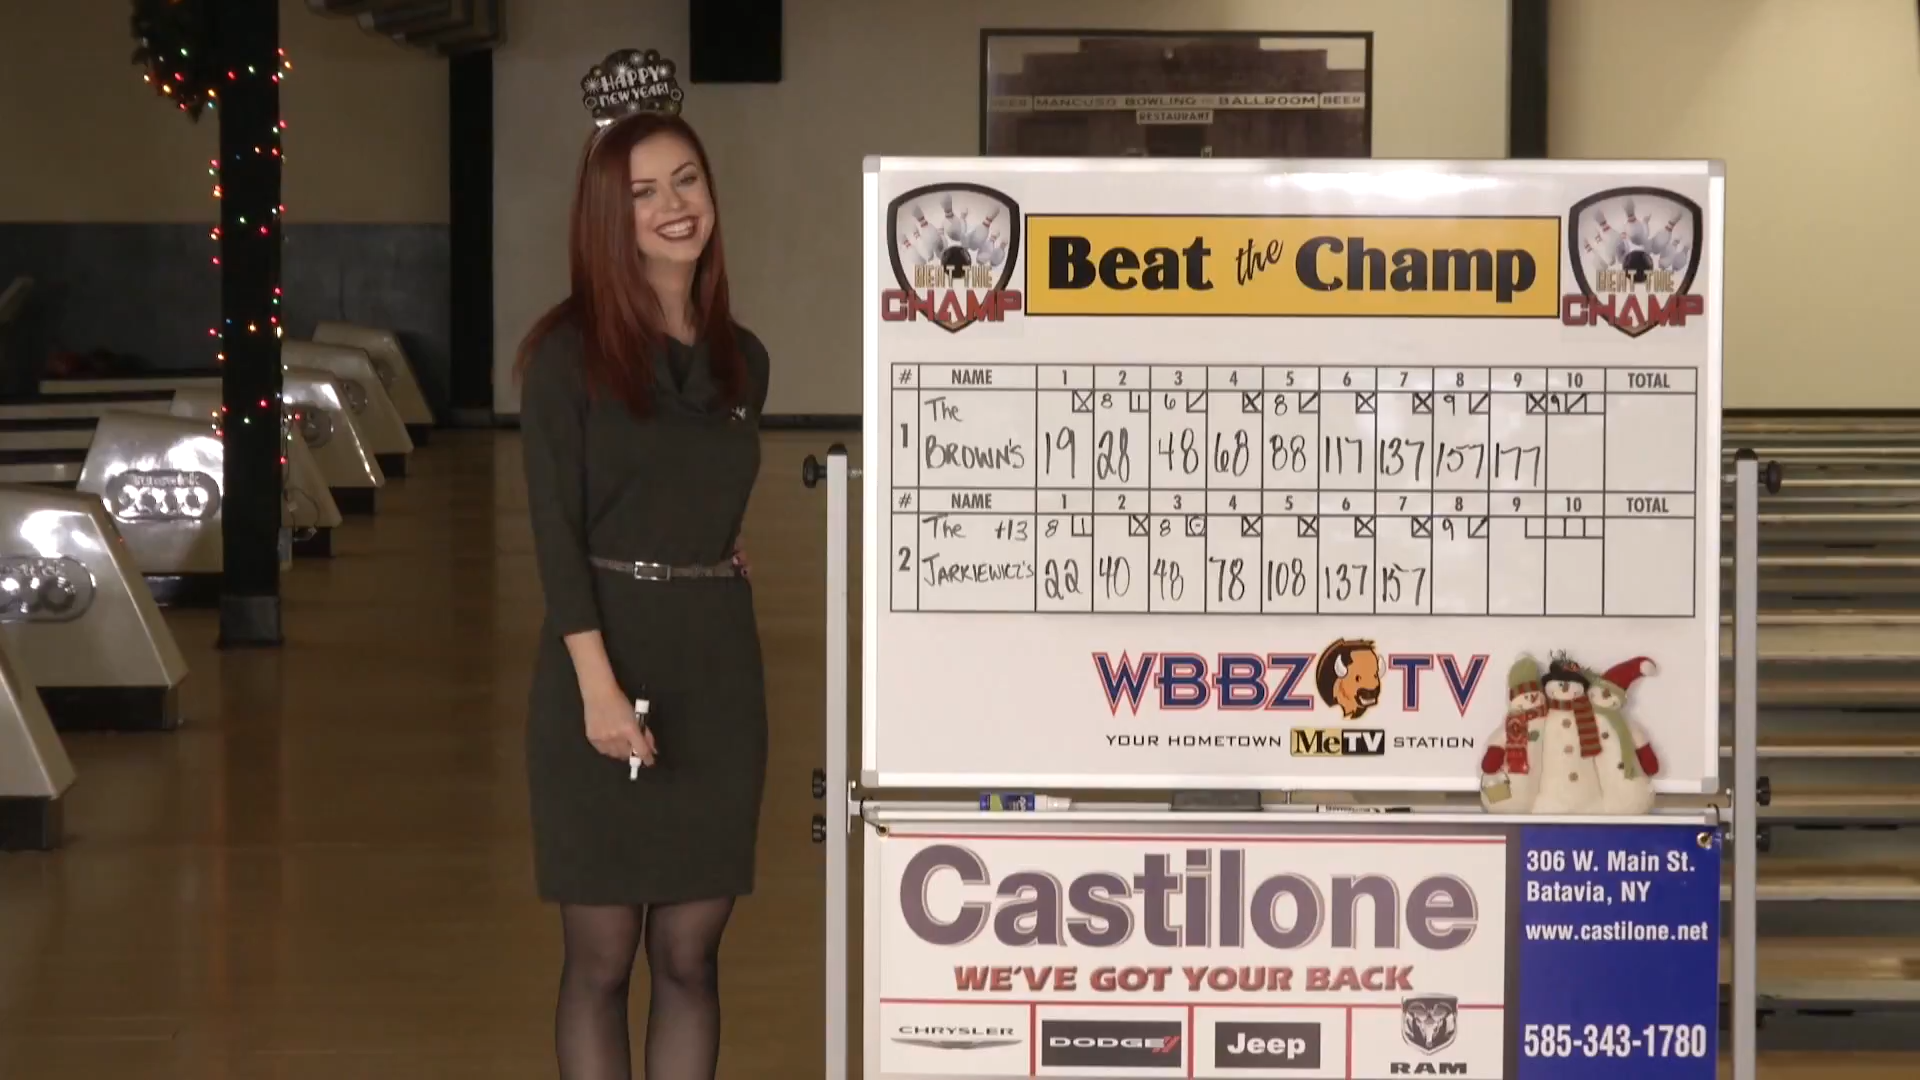 HAPPY
NEW YEAR!
BEER MANCUSO BOWLING BALLROOM BEER
RESTAURANT
BEAT THE
CHAMP
Beat the Champ
BEAT THE
CHAMP
# NAME 1 2 3 4 5 6 7 8 9 10 TOTAL
The X 8 1 6 / X 8 / X X 9 / X 9 /
1 BROWN'S 19 28 48 68 88 117 137 157 177
# NAME 1 2 3 4 5 6 7 8 9 10 TOTAL
The +13 8 1 X 8 - X X X X 9 /
2 JARKIEWICZ'S 22 40 48 78 108 137 157
WBBZ TV
YOUR HOMETOWN MeTV STATION
Castilone
WE'VE GOT YOUR BACK
CHRYSLER DODGE Jeep RAM
306 W. Main St.
Batavia, NY
www.castilone.net
585-343-1780